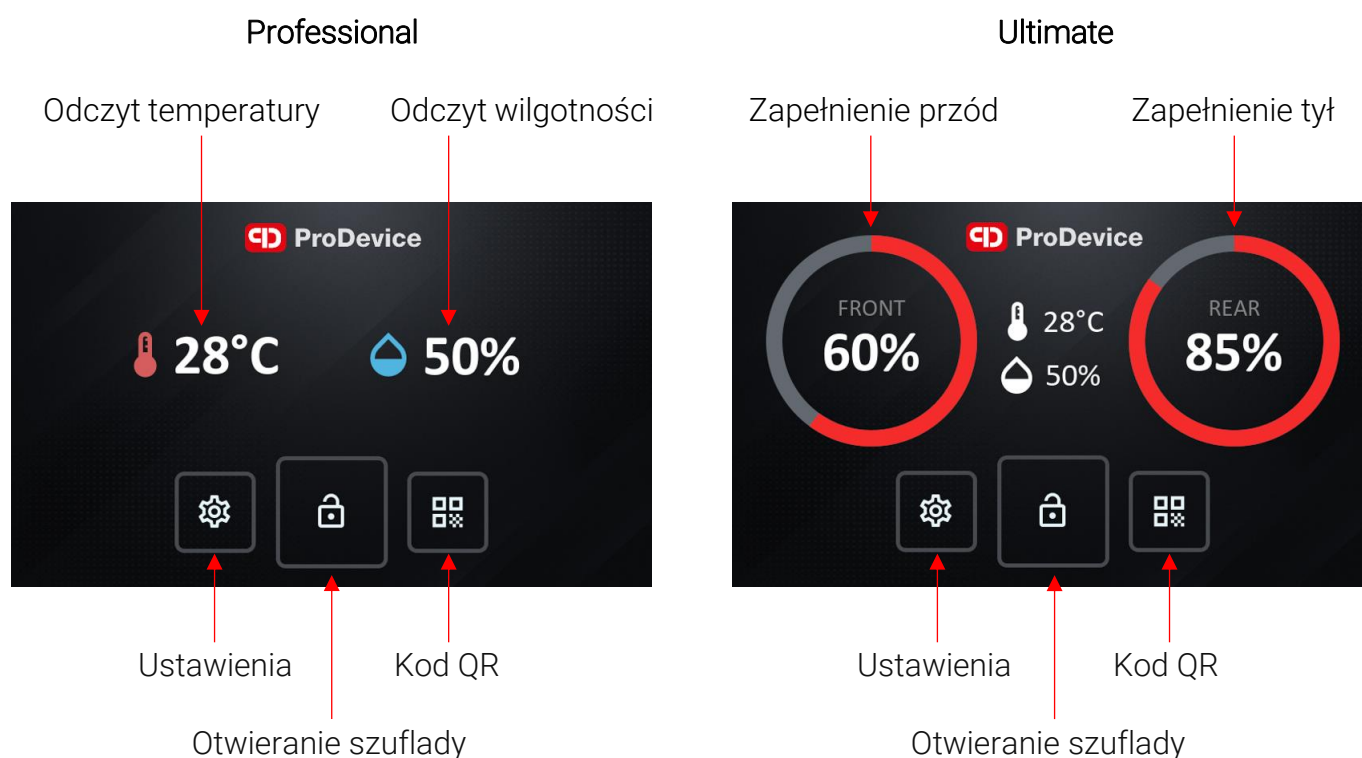 Professional
Odczyt temperatury
Odczyt wilgotności
ProDevice
28°C
50%
Ustawienia
Kod QR
Otwieranie szuflady
Ultimate
Zapełnienie przód
Zapełnienie tył
ProDevice
FRONT
60%
28°C
50%
REAR
85%
Ustawienia
Kod QR
Otwieranie szuflady